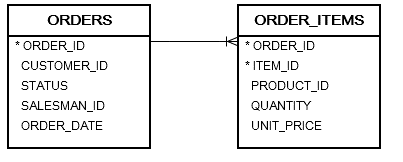 ORDERS
* ORDER_ID
CUSTOMER_ID
STATUS
SALESMAN_ID
ORDER_DATE
ORDER_ITEMS
* ORDER_ID
* ITEM_ID
PRODUCT_ID
QUANTITY
UNIT_PRICE